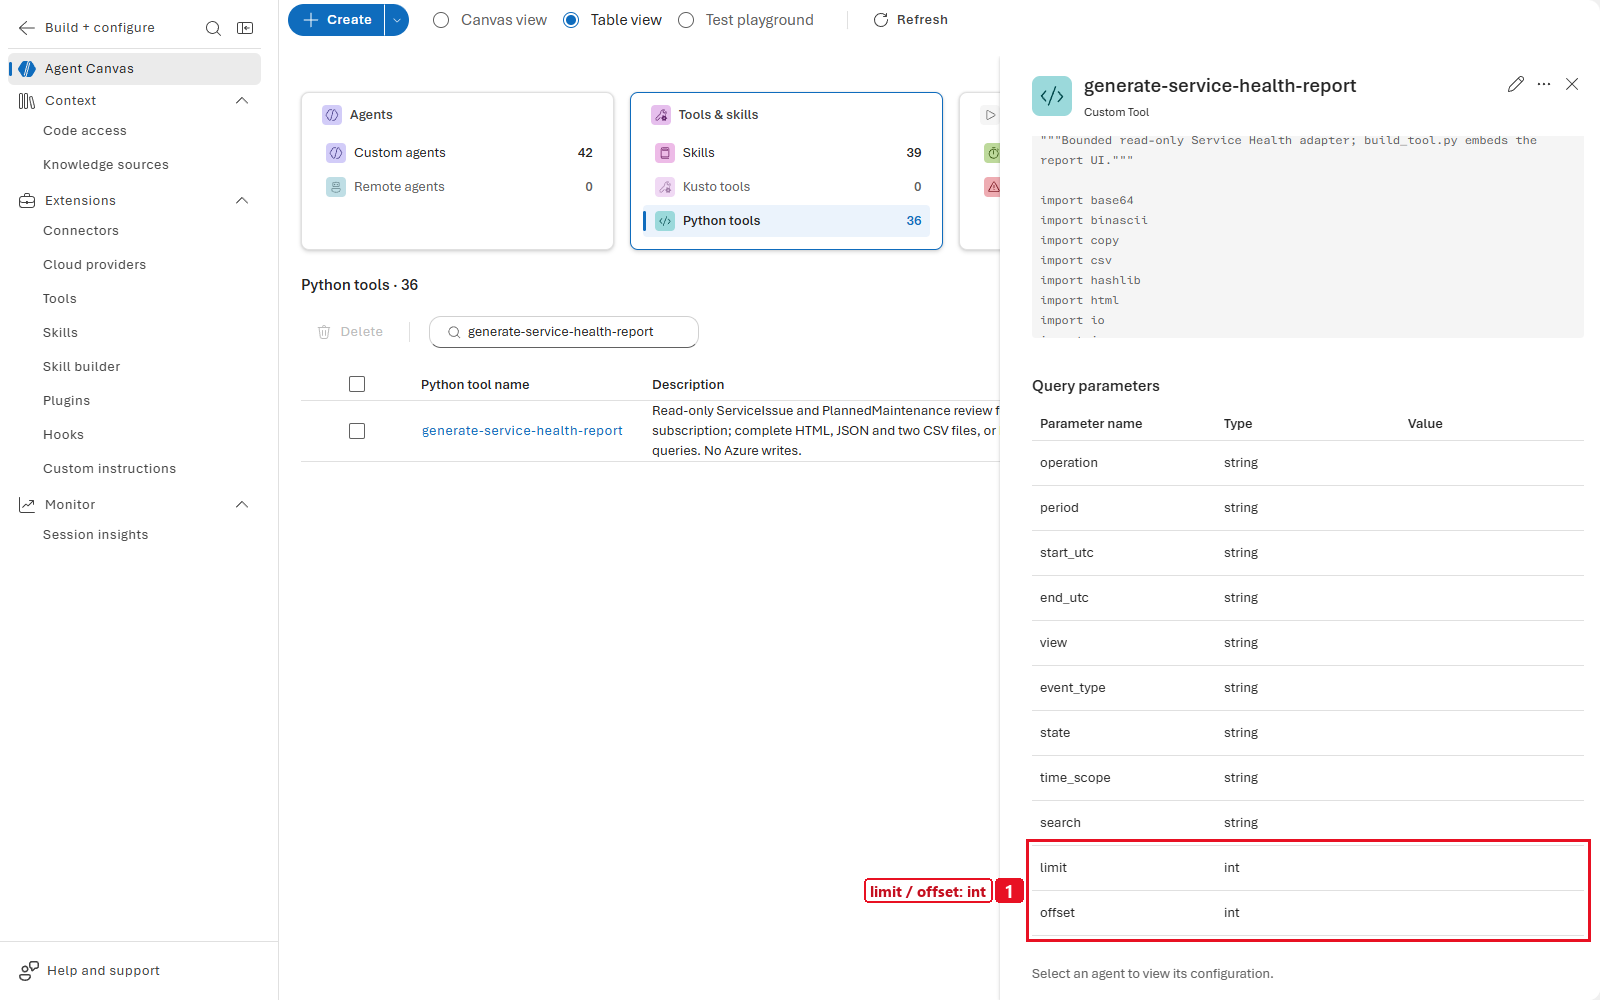 Build + configure
Agent Canvas
Context
Code access
Knowledge sources
Extensions
Connectors
Cloud providers
Tools
Skills
Skill builder
Plugins
Hooks
Custom instructions
Monitor
Session insights
Help and support
Create
Canvas view
Table view
Test playground
Refresh
Agents
Custom agents 42
Remote agents 0
Tools & skills
Skills 39
Kusto tools 0
Python tools 36
Python tools · 36
Delete
generate-service-health-report
Python tool name Description
generate-service-health-report
Read-only ServiceIssue and PlannedMaintenance review f
subscription; complete HTML, JSON and two CSV files, or
queries. No Azure writes.
generate-service-health-report
Custom Tool
"""Bounded read-only Service Health adapter; build_tool.py embeds the
report UI."""
import base64
import binascii
import copy
import csv
import hashlib
import html
import io
Query parameters
Parameter name Type Value
operation string
period string
start_utc string
end_utc string
view string
event_type string
state string
time_scope string
search string
limit int
offset int
limit / offset: int 1
Select an agent to view its configuration.